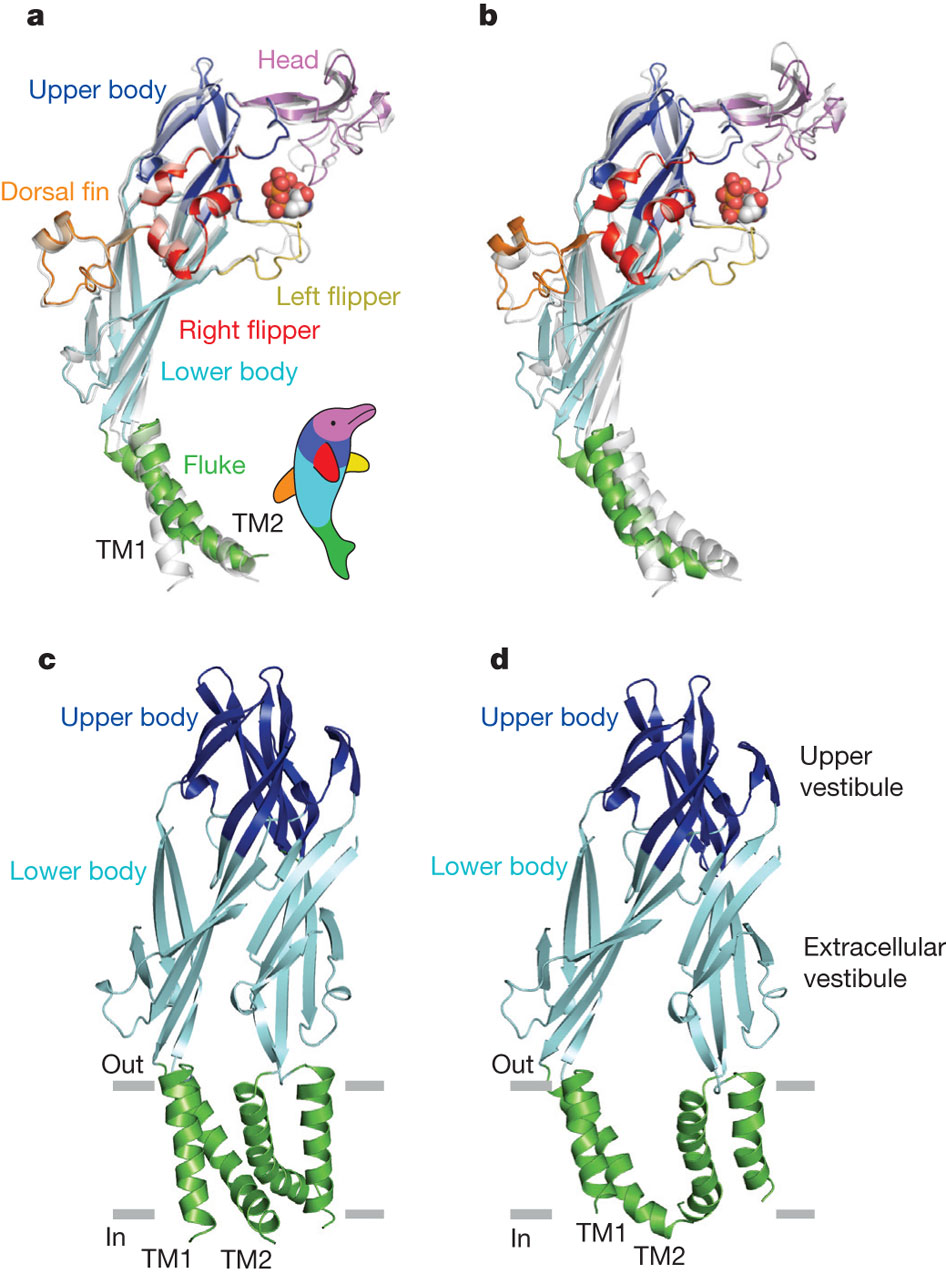 a
b
Head
Upper body
Dorsal fin
Left flipper
Right flipper
Lower body
Fluke
TM2
TM1
c
d
Upper body
Upper body
Upper
vestibule
Lower body
Lower body
Extracellular
vestibule
Out
Out
In
In
TM1
TM2
TM1
TM2